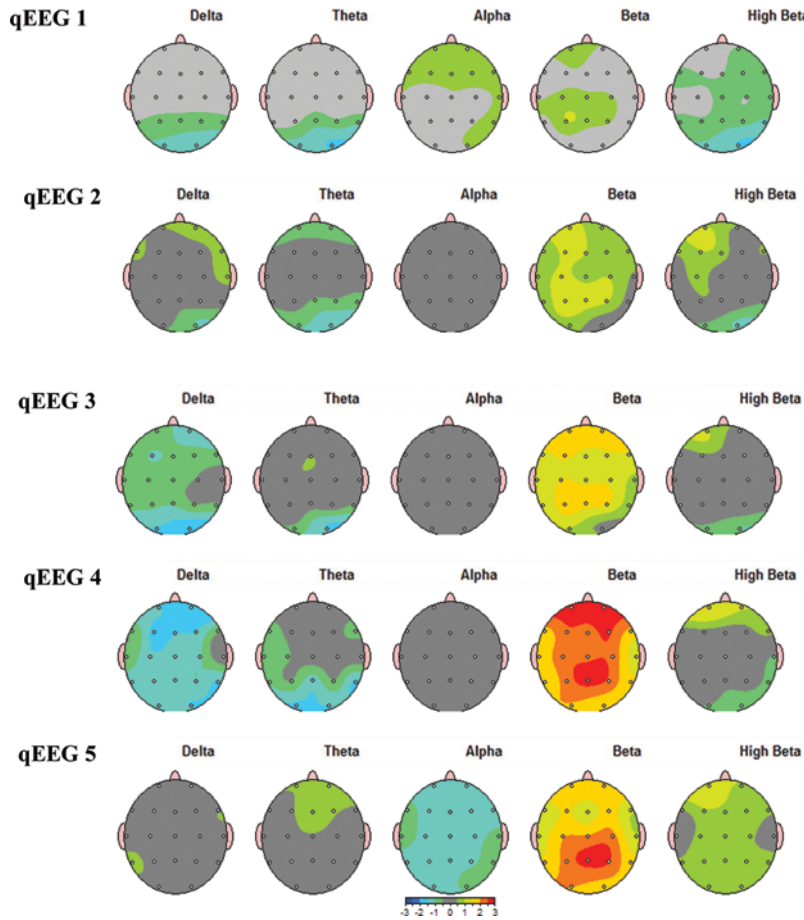 qEEG 1 Delta Theta Alpha Beta High Beta
qEEG 2 Delta Theta Alpha Beta High Beta
qEEG 3 Delta Theta Alpha Beta High Beta
qEEG 4 Delta Theta Alpha Beta High Beta
qEEG 5 Delta Theta Alpha Beta High Beta
-3 -2 -1 0 1 2 3